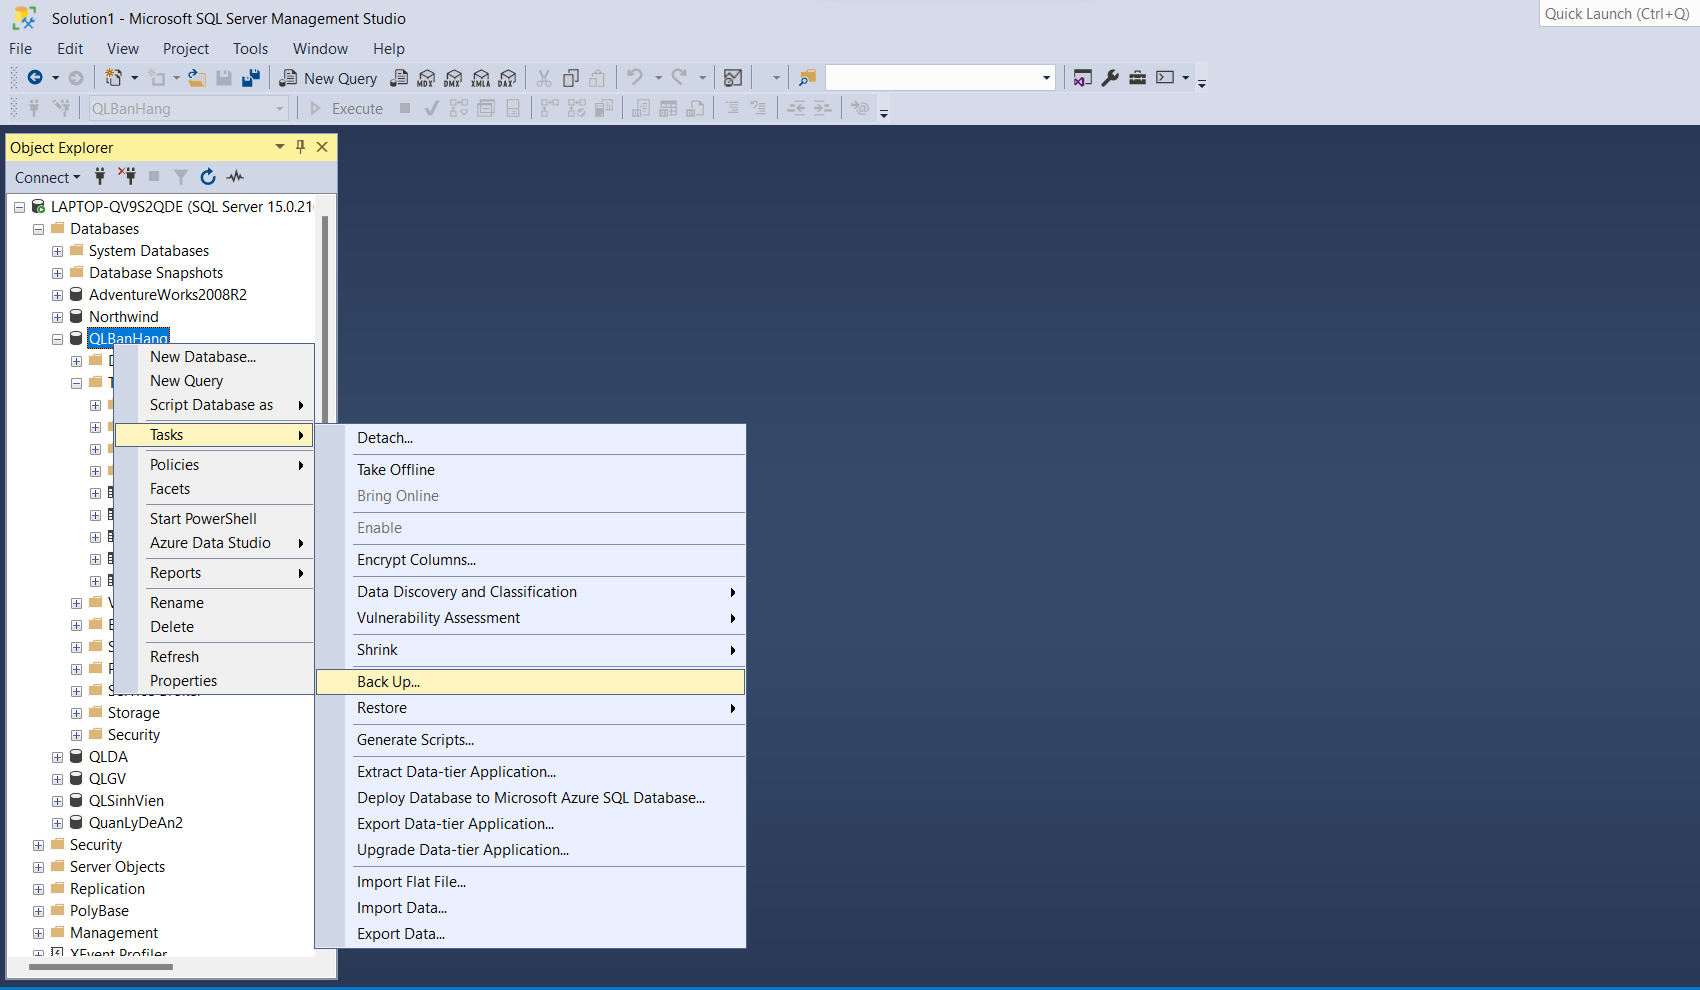 Solution1 - Microsoft SQL Server Management Studio
Quick Launch (Ctrl+Q)
File Edit View Project Tools Window Help
New Query MDX DMX XMLA DAX
QLBanHang Execute
Object Explorer
Connect
LAPTOP-QV9S2QDE (SQL Server 15.0.21
Databases
System Databases
Database Snapshots
AdventureWorks2008R2
Northwind
QLBanHang
New Database...
New Query
Script Database as
Tasks
Policies
Facets
Start PowerShell
Azure Data Studio
Reports
Rename
Delete
Refresh
Properties
Detach...
Take Offline
Bring Online
Enable
Encrypt Columns...
Data Discovery and Classification
Vulnerability Assessment
Shrink
Back Up...
Restore
Generate Scripts...
Extract Data-tier Application...
Deploy Database to Microsoft Azure SQL Database...
Export Data-tier Application...
Upgrade Data-tier Application...
Import Flat File...
Import Data...
Export Data...
Storage
Security
QLDA
QLGV
QLSinhVien
QuanLyDeAn2
Security
Server Objects
Replication
PolyBase
Management
XEvent Profiler